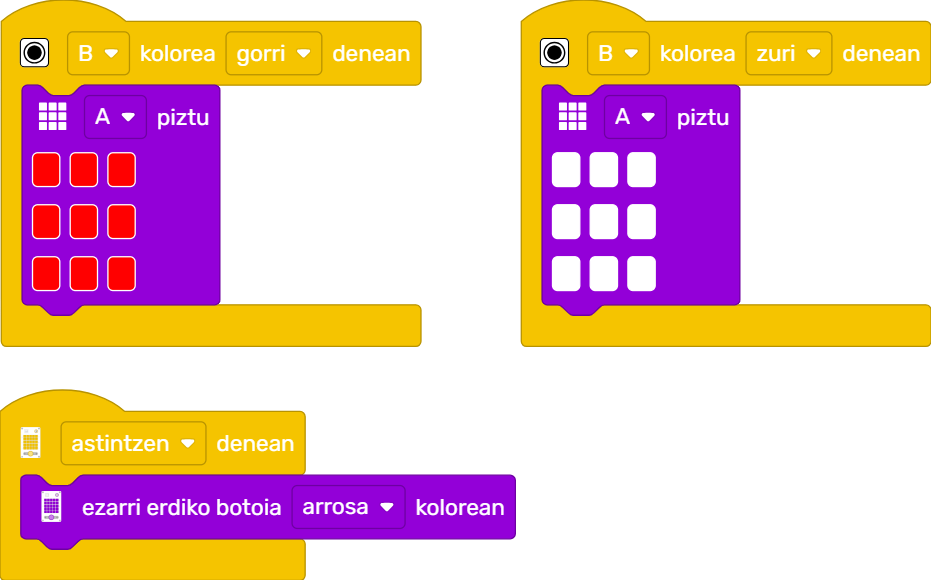 B kolorea gorri denean
A piztu
B kolorea zuri denean
A piztu
astintzen denean
ezarri erdiko botoia arrosa kolorean